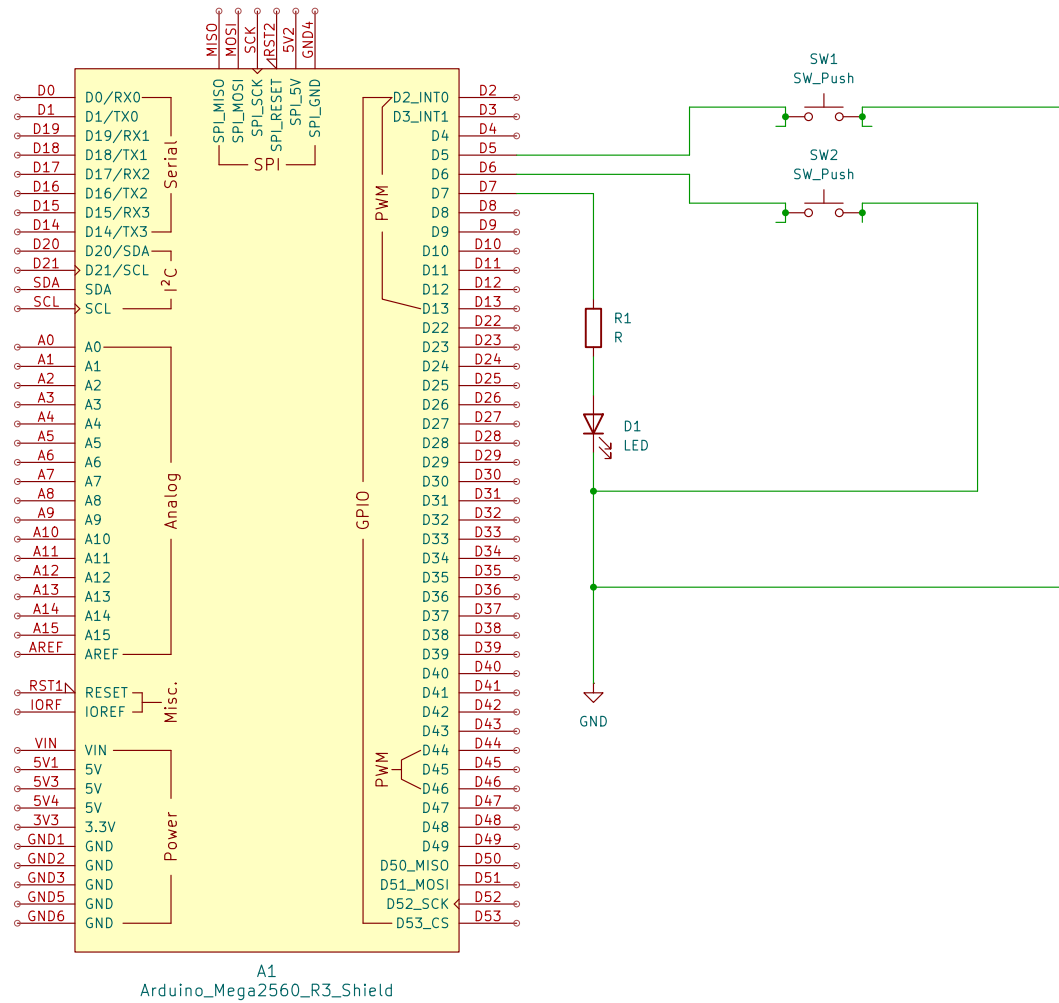 MISO
MOSI
SCK
RST2
5V2
GND4
SPI_MISO
SPI_MOSI
SPI_SCK
SPI_RESET
SPI_5V
SPI_GND
SPI
D0 D0/RX0
D1 D1/TX0
D19 D19/RX1
D18 D18/TX1
D17 D17/RX2
D16 D16/TX2
D15 D15/RX3
D14 D14/TX3
Serial
D20 D20/SDA
D21 D21/SCL
SDA SDA
SCL SCL
I²C
A0 A0
A1 A1
A2 A2
A3 A3
A4 A4
A5 A5
A6 A6
A7 A7
A8 A8
A9 A9
A10 A10
A11 A11
A12 A12
A13 A13
A14 A14
A15 A15
AREF AREF
Analog
RST1 RESET
IORF IOREF
Misc.
VIN VIN
5V1 5V
5V3 5V
5V4 5V
3V3 3.3V
GND1 GND
GND2 GND
GND3 GND
GND5 GND
GND6 GND
Power
PWM
GPIO
PWM
D2_INT0 D2
D3_INT1 D3
D4 D4
D5 D5
D6 D6
D7 D7
D8 D8
D9 D9
D10 D10
D11 D11
D12 D12
D13 D13
D22 D22
D23 D23
D24 D24
D25 D25
D26 D26
D27 D27
D28 D28
D29 D29
D30 D30
D31 D31
D32 D32
D33 D33
D34 D34
D35 D35
D36 D36
D37 D37
D38 D38
D39 D39
D40 D40
D41 D41
D42 D42
D43 D43
D44 D44
D45 D45
D46 D46
D47 D47
D48 D48
D49 D49
D50_MISO D50
D51_MOSI D51
D52_SCK D52
D53_CS D53
A1
Arduino_Mega2560_R3_Shield
SW1
SW_Push
SW2
SW_Push
R1
R
D1
LED
GND